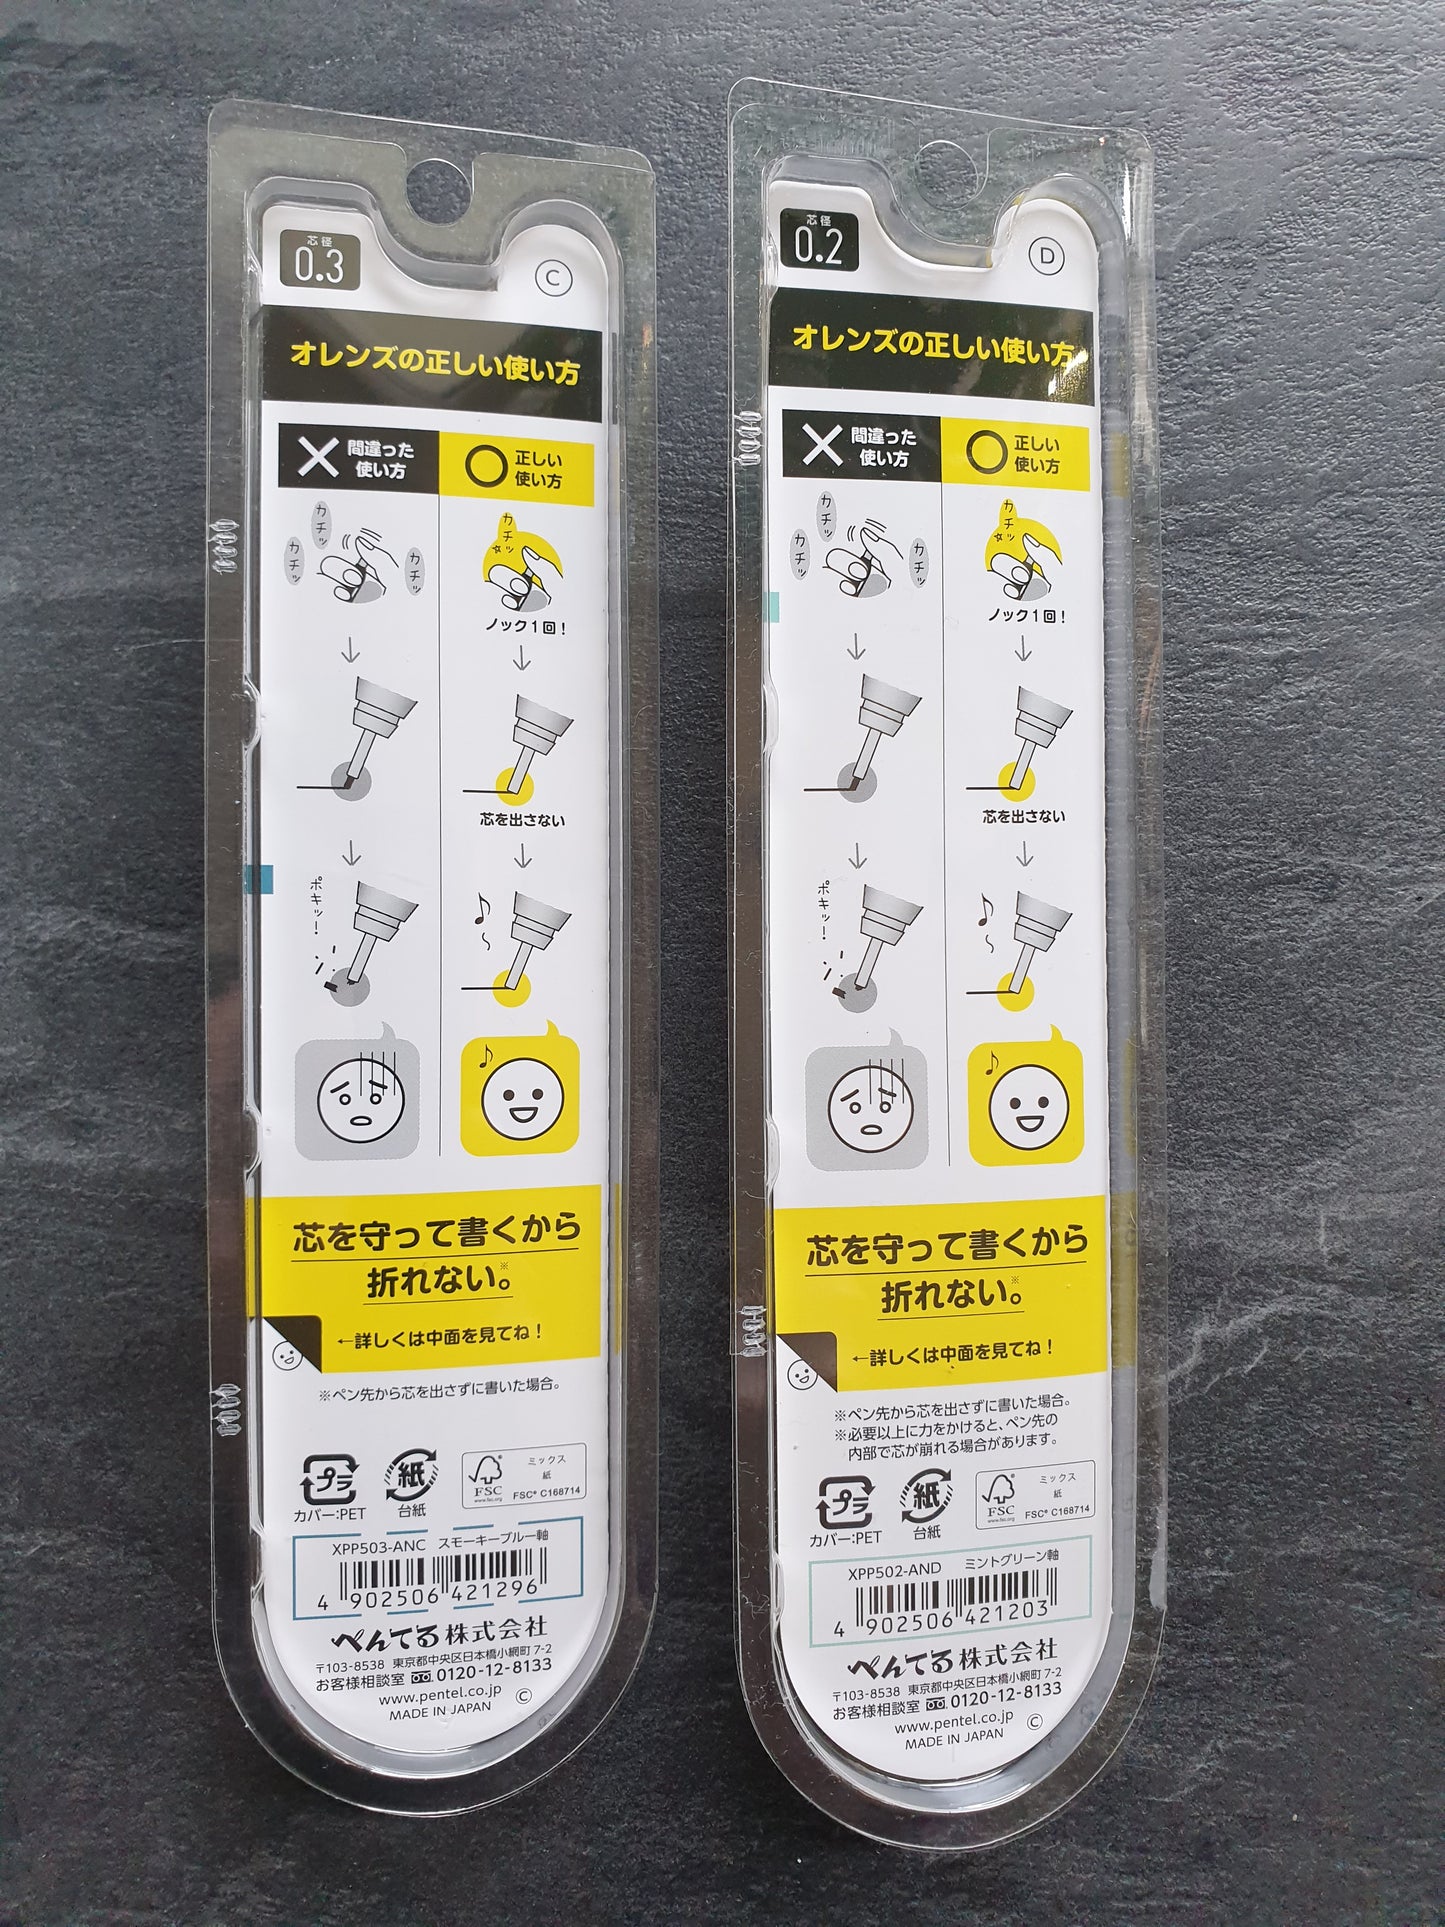 芯径
0.3
C
オレンズの正しい使い方
間違った
使い方
正しい
使い方
カチッ
カチッ
カチッ
カチッ
ノック1回！
芯を出さない
ポキッ！
芯を守って書くから
折れない。※
←詳しくは中面を見てね！
※ペン先から芯を出さずに書いた場合。
プラ
カバー:PET
紙
台紙
FSC
www.fsc.org
ミックス
紙
FSC® C168714
XPP503-ANC スモーキーブルー軸
4 902506 421296
ぺんてる株式会社
〒103-8538 東京都中央区日本橋小網町 7-2
お客様相談室 0120-12-8133
www.pentel.co.jp
MADE IN JAPAN
C
芯径
0.2
D
オレンズの正しい使い方
間違った
使い方
正しい
使い方
カチッ
カチッ
カチッ
カチッ
ノック1回！
芯を出さない
ポキッ！
芯を守って書くから
折れない。※
←詳しくは中面を見てね！
※ペン先から芯を出さずに書いた場合。
※必要以上に力をかけると、ペン先の
内部で芯が崩れる場合があります。
プラ
カバー:PET
紙
台紙
FSC
www.fsc.org
ミックス
紙
FSC® C168714
XPP502-AND ミントグリーン軸
4 902506 421203
ぺんてる株式会社
〒103-8538 東京都中央区日本橋小網町 7-2
お客様相談室 0120-12-8133
www.pentel.co.jp
MADE IN JAPAN
C